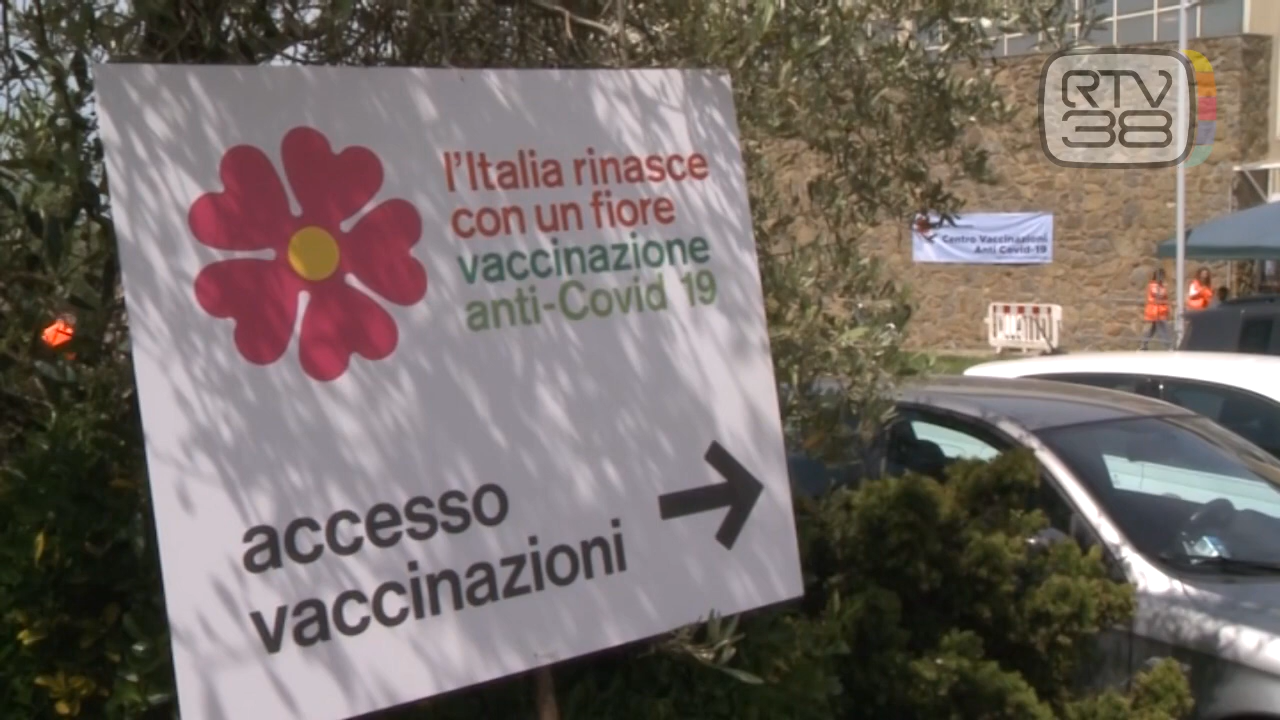 RTV
38
l'Italia rinasce
con un fiore
vaccinazione
anti-Covid 19
Centro Vaccinazioni
Anti Covid-19
accesso
vaccinazioni